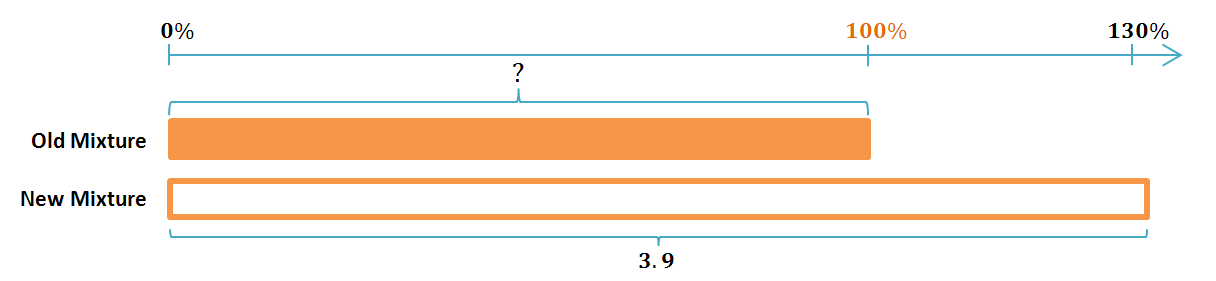 0% 100% 130%
?
Old Mixture
New Mixture
3.9